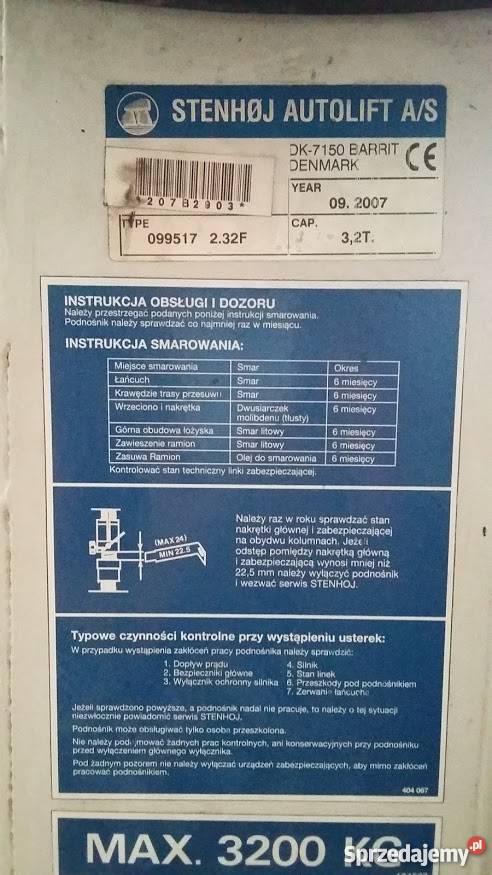 STENHØJ AUTOLIFT A/S
DK-7150 BARRIT
DENMARK
CE
*207B2903*
YEAR
09. 2007
TYPE
099517 2.32F
CAP.
3,2T.
INSTRUKCJA OBSŁUGI I DOZORU
Należy przestrzegać podanych poniżej instrukcji smarowania.
Podnośnik należy sprawdzać co najmniej raz w miesiącu.
INSTRUKCJA SMAROWANIA:
Miejsce smarowania Smar Okres
Łańcuch Smar 6 miesięcy
Krawędzie trasy przesuwu Smar 6 miesięcy
Wrzeciono i nakrętka Dwusiarczek 6 miesięcy
molibdenu (tłusty)
Górna obudowa łożyska Smar litowy 6 miesięcy
Zawieszenie ramion Smar litowy 6 miesięcy
Zasuwa Ramion Olej do smarowania 6 miesięcy
Kontrolować stan techniczny linki zabezpieczającej.
(MAX 24)
MIN 22.5
Należy raz w roku sprawdzać stan
nakrętki głównej i zabezpieczającej
na obydwu kolumnach. Jeżeli
odstęp pomiędzy nakrętką główną
i zabezpieczającą wynosi mniej niż
22,5 mm należy wyłączyć podnośnik
i wezwać serwis STENHOJ.
Typowe czynności kontrolne przy wystąpieniu usterek:
W przypadku wystąpienia zakłóceń pracy podnośnika należy sprawdzić:
1. Dopływ prądu
2. Bezpieczniki główne
3. Wyłącznik ochronny silnika
4. Silnik
5. Stan linek
6. Przeszkody pod podnośnikiem
7. Zerwanie łańcucha
Jeżeli sprawdzono powyższe, a podnośnik nadal nie pracuje, to należy o tej sytuacji
niezwłocznie powiadomić serwis STENHOJ.
Podnośnik może obsługiwać tylko osoba przeszkolona.
Nie należy podejmować żadnych prac kontrolnych, ani konserwacyjnych przy podnośniku
przed wyłączeniem głównego wyłącznika.
Pod żadnym pozorem nie należy wyłączać urządzeń zabezpieczających, aby mimo zakłóceń
pracować podnośnikiem.
404 067
MAX. 3200 KG
Sprzedajemy.pl